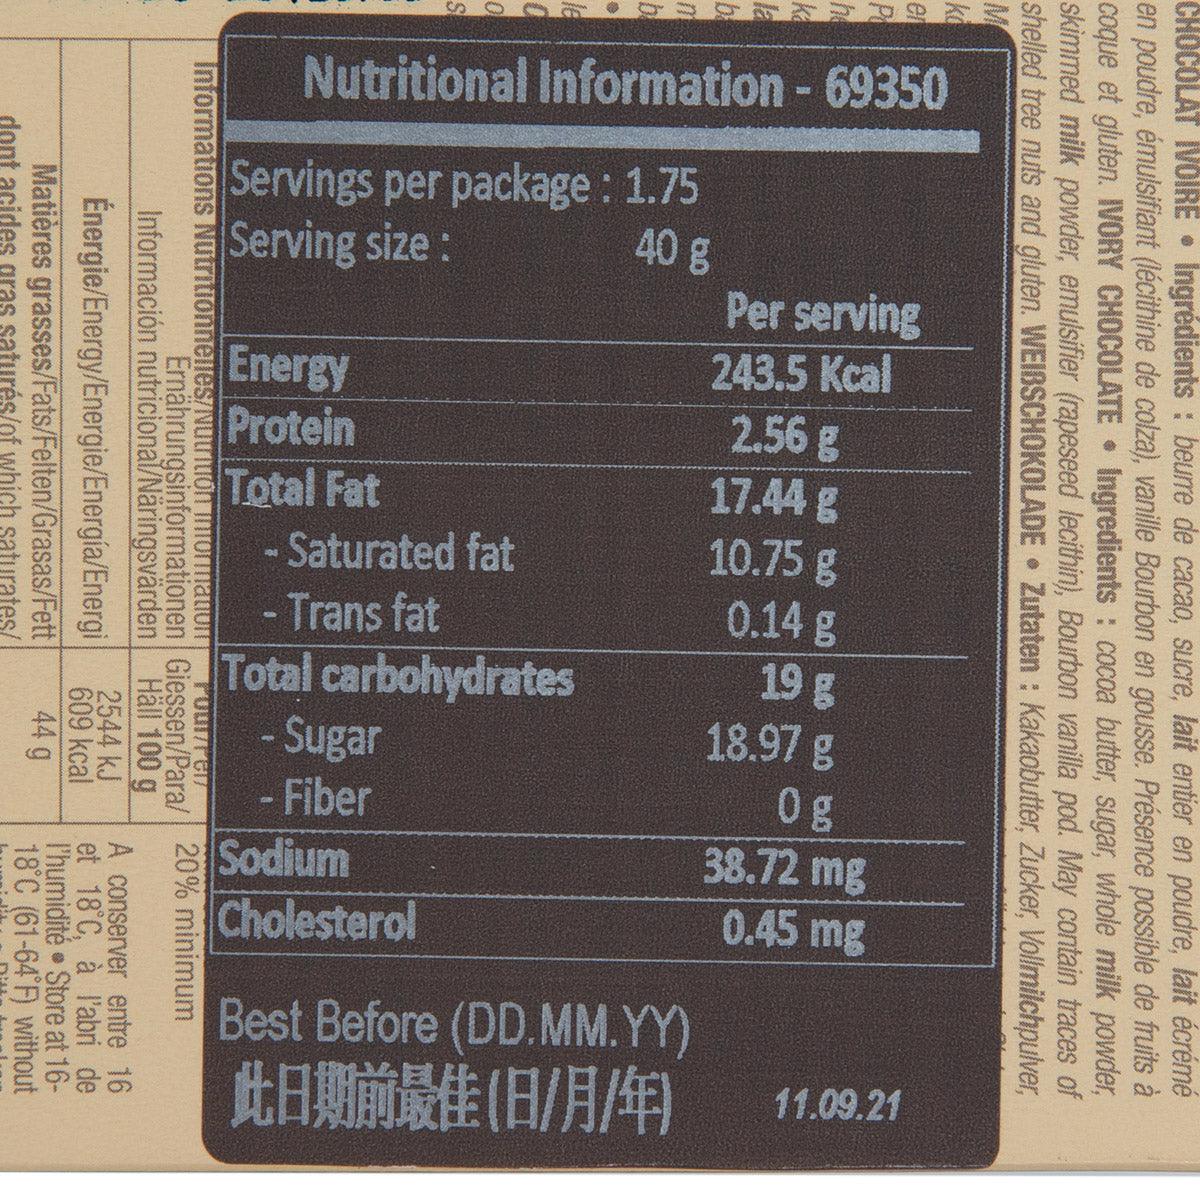 Nutritional Information - 69350
Servings per package : 1.75
Serving size : 40 g
Per serving
Energy 243.5 Kcal
Protein 2.56 g
Total Fat 17.44 g
- Saturated fat 10.75 g
- Trans fat 0.14 g
Total carbohydrates 19 g
- Sugar 18.97 g
- Fiber 0 g
Sodium 38.72 mg
Cholesterol 0.45 mg
Best Before (DD.MM.YY)
此日期前最佳(日/月/年) 11.09.21
CHOCOLAT IVOIRE • Ingrédients : beurre de cacao, sucre, lait entier en poudre, lait écrémé
en poudre, émulsifiant (lécithine de colza), vanille Bourbon en gousse. Présence possible de fruits à
coque et gluten. IVORY CHOCOLATE • Ingredients : cocoa butter, sugar, whole milk powder,
skimmed milk powder, emulsifier (rapeseed lecithin), Bourbon vanilla pod. May contain traces of
shelled tree nuts and gluten. WEIBSCHOKOLADE • Zutaten : Kakaobutter, Zucker, Vollmilchpulver,
Informations Nutritionnelles/Nutrition Information
Ernährungsinformationen Giessen/Para/
Información nutricional/Näringsvärden Häll 100 g
Énergie/Energy/Energie/Energía/Energi 2544 kJ
609 kcal
Matières grasses/Fats/Felten/Grasas/Fett 44 g
dont acides gras saturés/of which saturates/
20% minimum
A conserver entre 16
et 18°C, à l'abri de
l'humidité • Store at 16-
18°C (61-64°F) without